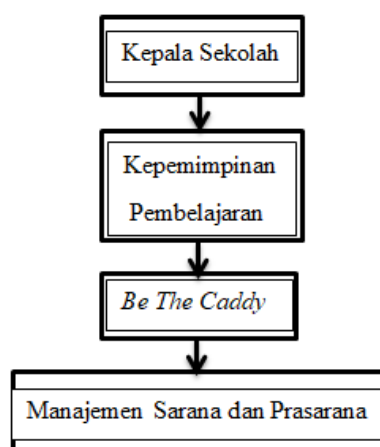 Kepala Sekolah
Kepemimpinan
Pembelajaran
Be The Caddy
Manajemen Sarana dan Prasarana